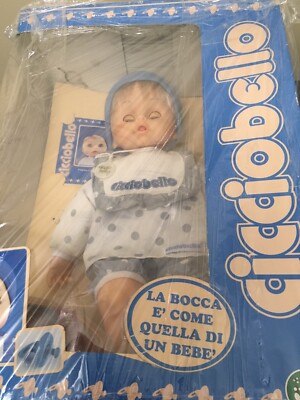 cicciobello
cicciobello
cicciobello
LA BOCCA
E' COME
QUELLA DI
UN BEBE'